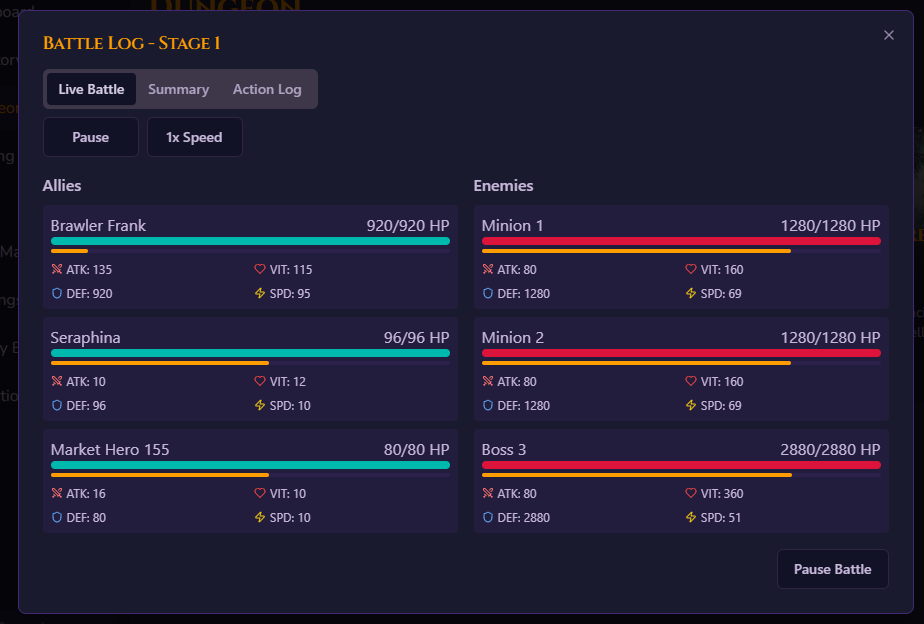 DUNGEON
Battle Log - Stage 1
Live Battle Summary Action Log
Pause 1x Speed
Allies
Brawler Frank 920/920 HP
ATK: 135 VIT: 115
DEF: 920 SPD: 95
Seraphina 96/96 HP
ATK: 10 VIT: 12
DEF: 96 SPD: 10
Market Hero 155 80/80 HP
ATK: 16 VIT: 10
DEF: 80 SPD: 10
Enemies
Minion 1 1280/1280 HP
ATK: 80 VIT: 160
DEF: 1280 SPD: 69
Minion 2 1280/1280 HP
ATK: 80 VIT: 160
DEF: 1280 SPD: 69
Boss 3 2880/2880 HP
ATK: 80 VIT: 360
DEF: 2880 SPD: 51
Pause Battle